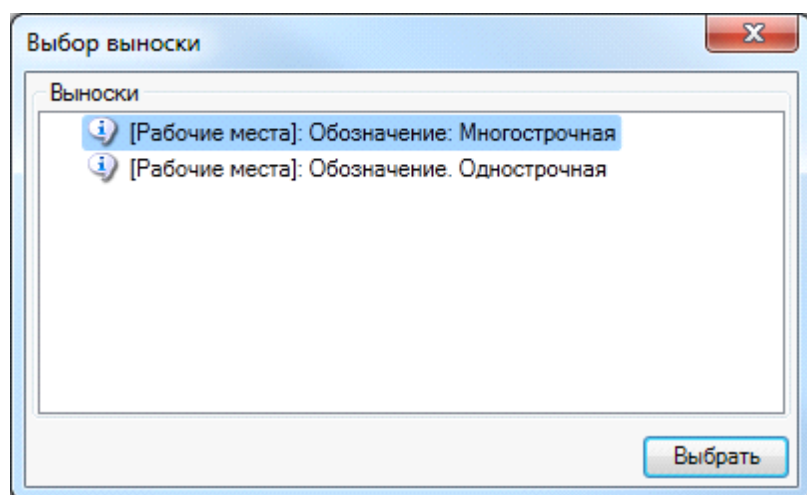 Выбор выноски
Выноски
[Рабочие места]: Обозначение: Многострочная
[Рабочие места]: Обозначение. Однострочная
Выбрать